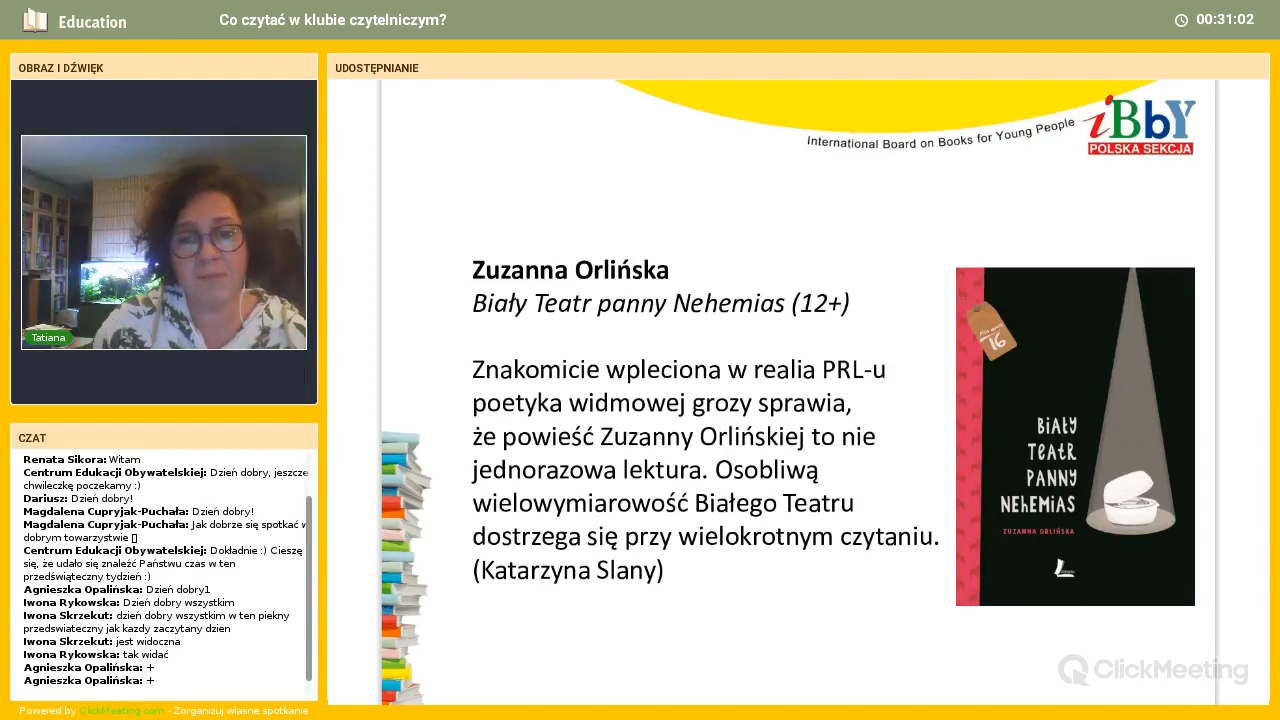 Education
Co czytać w klubie czytelniczym?
00:31:02
OBRAZ I DŹWIĘK
Tatiana
CZAT
Renata Sikora: Witam
Centrum Edukacji Obywatelskiej: Dzień dobry, jeszcze
chwileczkę poczekamy :)
Dariusz: Dzień dobry!
Magdalena Cupryjak-Puchała: Dzień dobry!
Magdalena Cupryjak-Puchała: Jak dobrze się spotkać w
dobrym towarzystwie []
Centrum Edukacji Obywatelskiej: Dokładnie :) Cieszę
się, że udało się znaleźć Państwu czas w ten
przedświąteczny tydzień :)
Agnieszka Opalińska: Dzień dobry1
Iwona Rykowska: Dzień dobry wszystkim
Iwona Skrzekut: dzień dobry wszystkim w ten piekny
przedswiateczny jak kazdy zaczytany dzien
Iwona Skrzekut: jest widoczna
Iwona Rykowska: tak widać
Agnieszka Opalińska: +
Agnieszka Opalińska: +
Powered by ClickMeeting.com - Zorganizuj własne spotkanie
UDOSTĘPNIANIE
International Board on Books for Young People
iBbY
POLSKA SEKCJA
Zuzanna Orlińska
Biały Teatr panny Nehemias (12+)
Znakomicie wpleciona w realia PRL-u
poetyka widmowej grozy sprawia,
że powieść Zuzanny Orlińskiej to nie
jednorazowa lektura. Osobliwą
wielowymiarowość Białego Teatru
dostrzega się przy wielokrotnym czytaniu.
(Katarzyna Slany)
16
BIAŁY
TEATR
PANNY
NEHEMIAS
ZUZANNA ORLIŃSKA
ClickMeeting